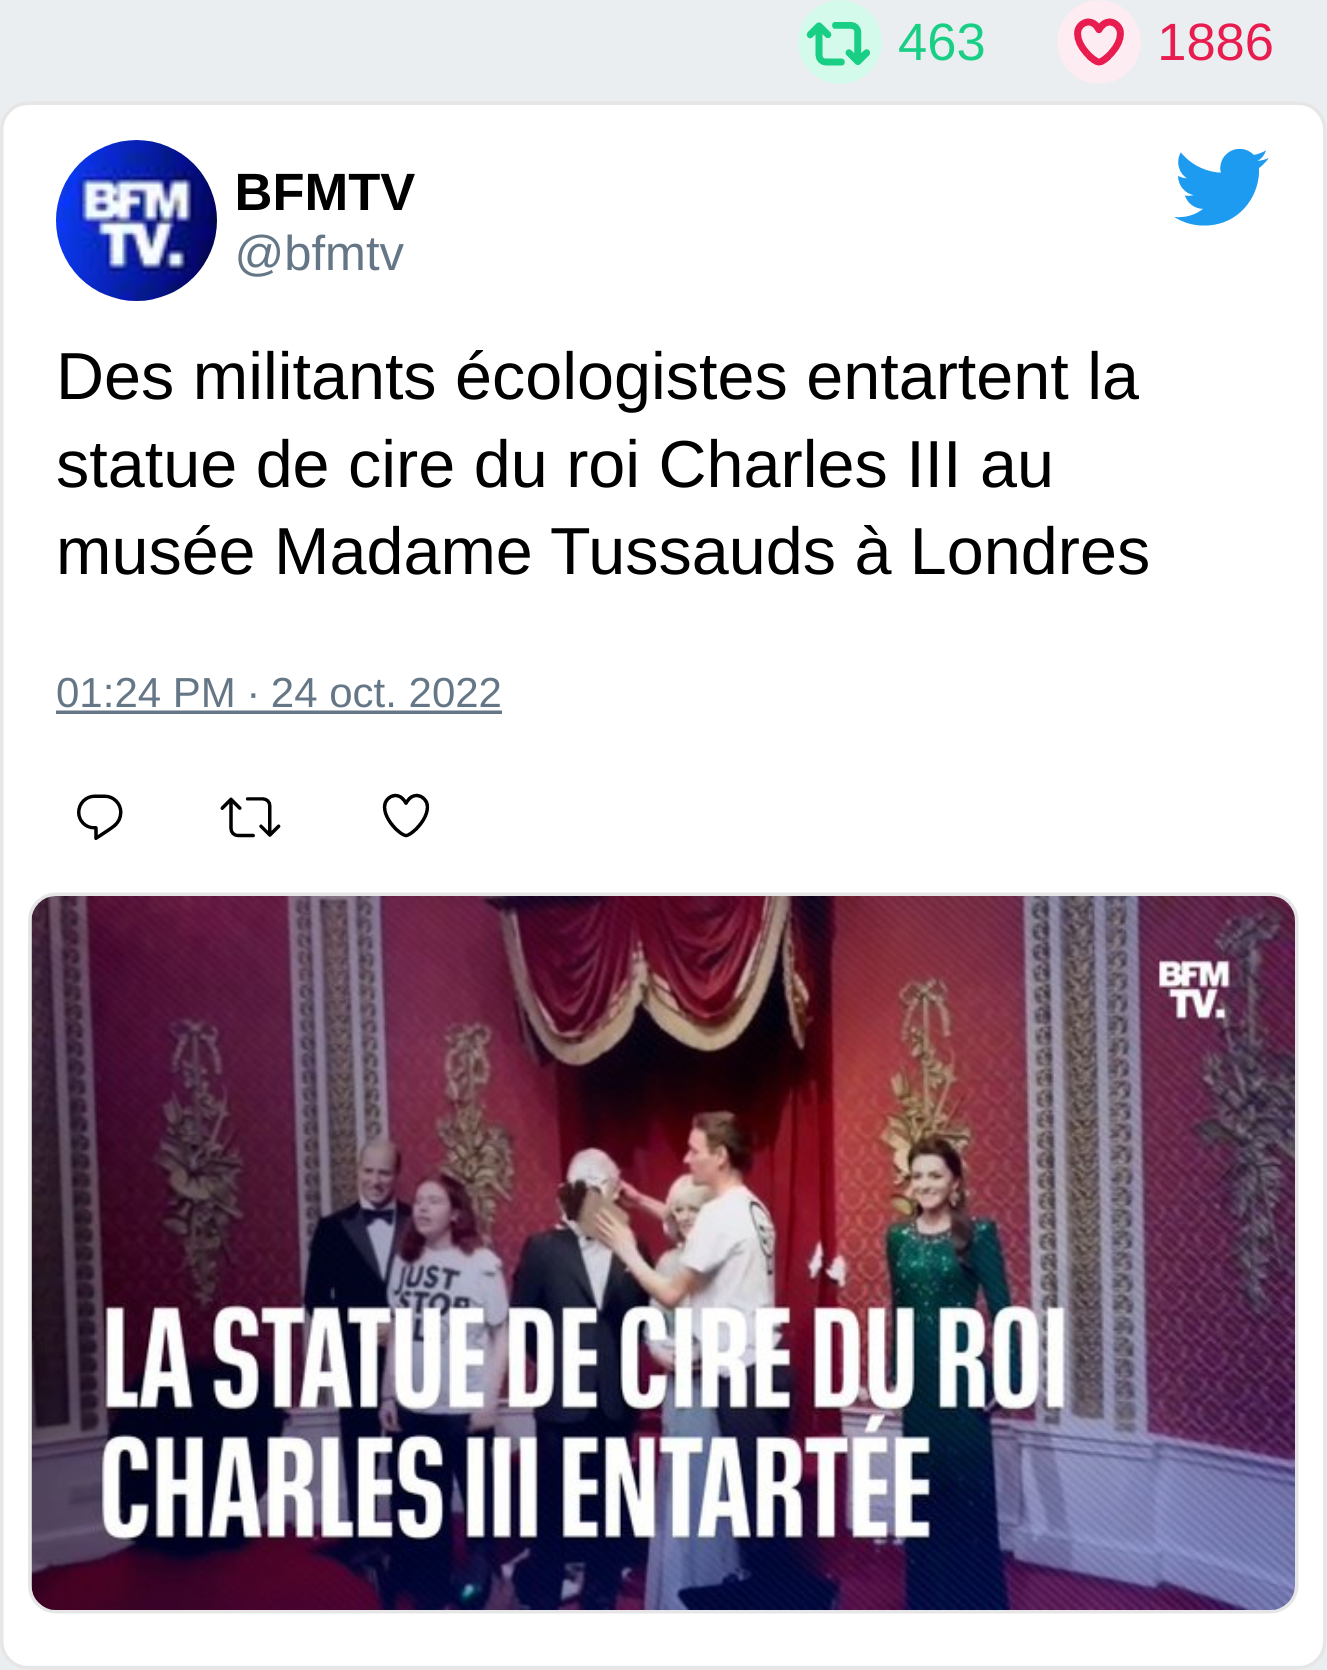 463 1886
BFM
TV.
BFMTV
@bfmtv
Des militants écologistes entartent la
statue de cire du roi Charles III au
musée Madame Tussauds à Londres
01:24 PM · 24 oct. 2022
BFM
TV.
JUST
STOP
LA STATUE DE CIRE DU ROI
CHARLES III ENTARTÉE